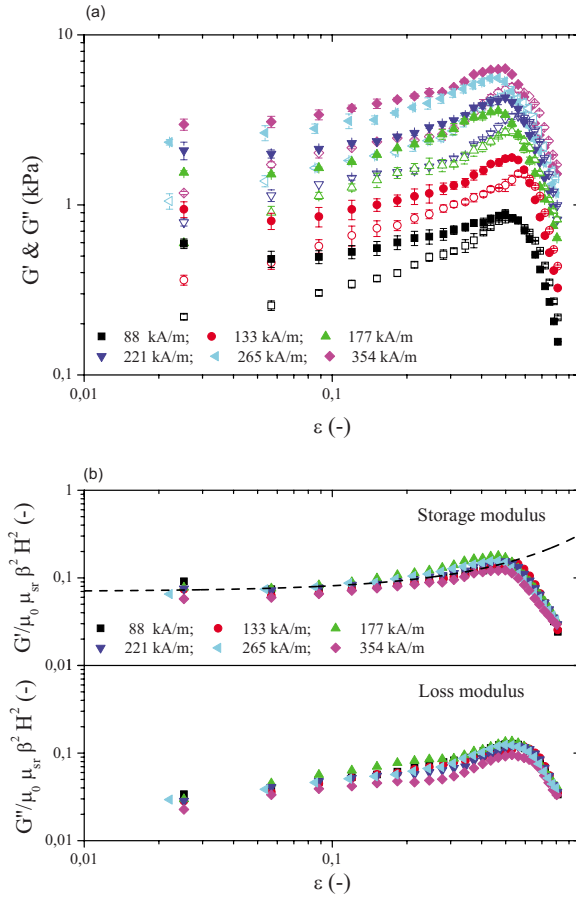 (a)
10
1
0,1
G' & G'' (kPa)
88 kA/m; 133 kA/m; 177 kA/m
221 kA/m; 265 kA/m; 354 kA/m
0,01 0,1
ε (-)
(b)
1
0,1
0,01
G'/μ₀ μₛᵣ β² H² (-)
Storage modulus
88 kA/m; 133 kA/m; 177 kA/m
221 kA/m; 265 kA/m; 354 kA/m
Loss modulus
0,1
0,01
G''/μ₀ μₛᵣ β² H² (-)
0,01 0,1
ε (-)